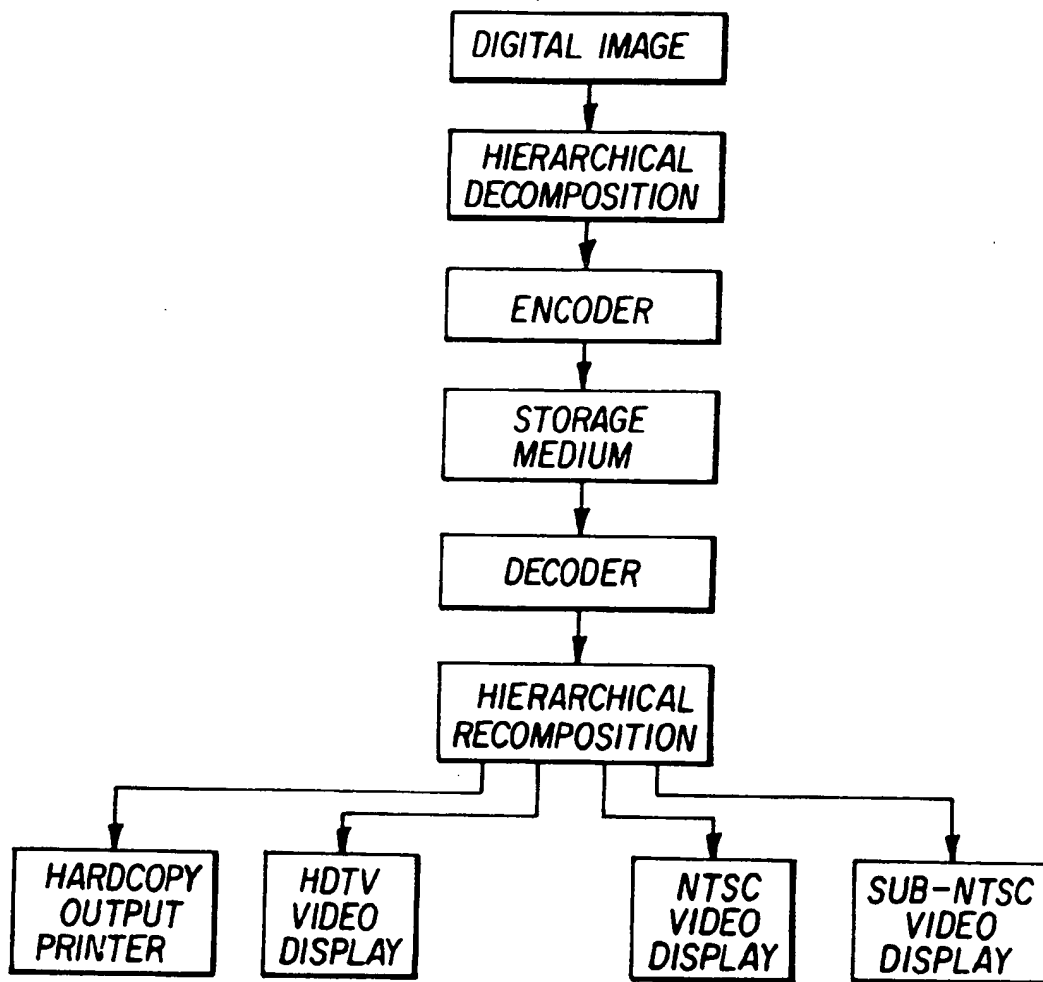 DIGITAL IMAGE
HIERARCHICAL
DECOMPOSITION
ENCODER
STORAGE
MEDIUM
DECODER
HIERARCHICAL
RECOMPOSITION
HARDCOPY
OUTPUT
PRINTER
HDTV
VIDEO
DISPLAY
NTSC
VIDEO
DISPLAY
SUB-NTSC
VIDEO
DISPLAY